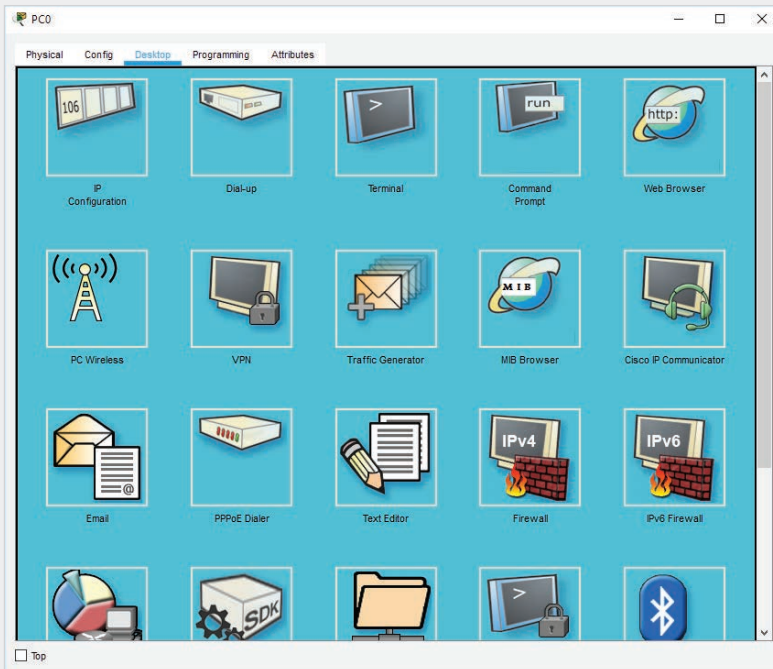 PC0
Physical Config Desktop Programming Attributes
106
run
http:
IP
Configuration
Dial-up
Terminal
Command
Prompt
Web Browser
MIB
PC Wireless
VPN
Traffic Generator
MIB Browser
Cisco IP Communicator
@
IPv4
IPv6
Email
PPPoE Dialer
Text Editor
Firewall
IPv6 Firewall
SDK
Top